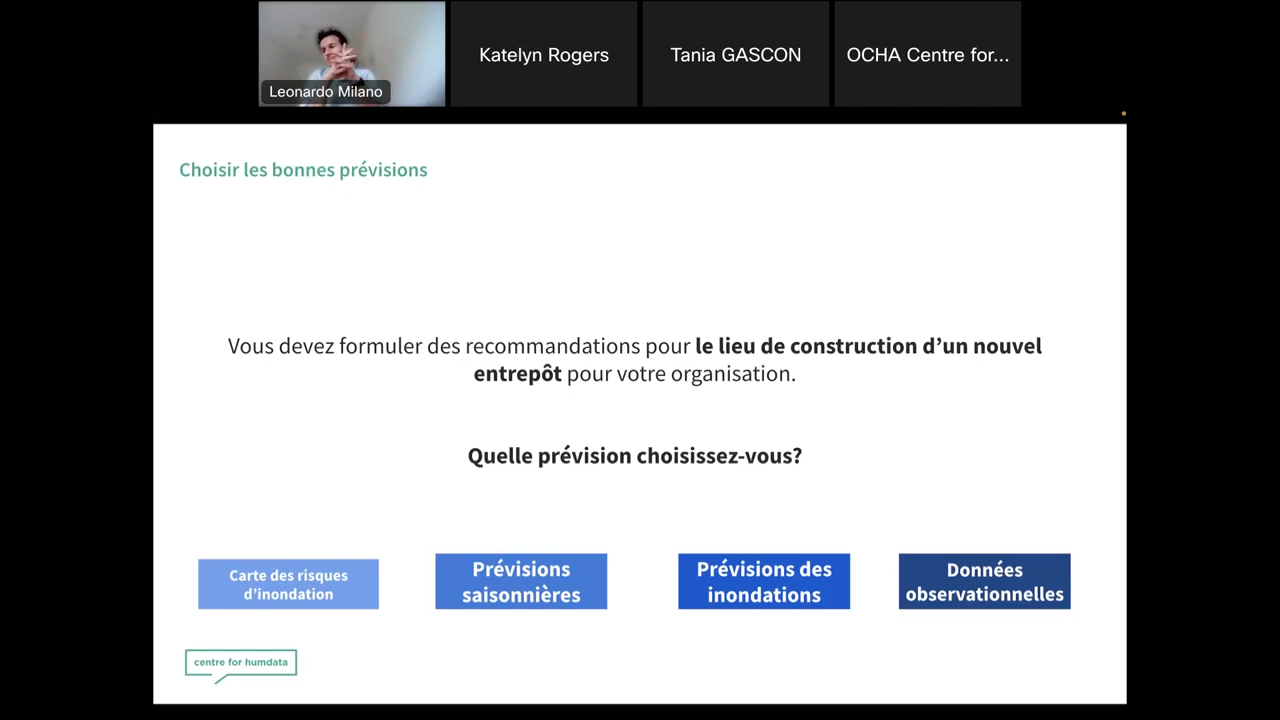 Leonardo Milano
Katelyn Rogers
Tania GASCON
OCHA Centre for...
Choisir les bonnes prévisions
Vous devez formuler des recommandations pour le lieu de construction d’un nouvel
entrepôt pour votre organisation.
Quelle prévision choisissez-vous?
Carte des risques
d’inondation
Prévisions
saisonnières
Prévisions des
inondations
Données
observationnelles
centre for humdata